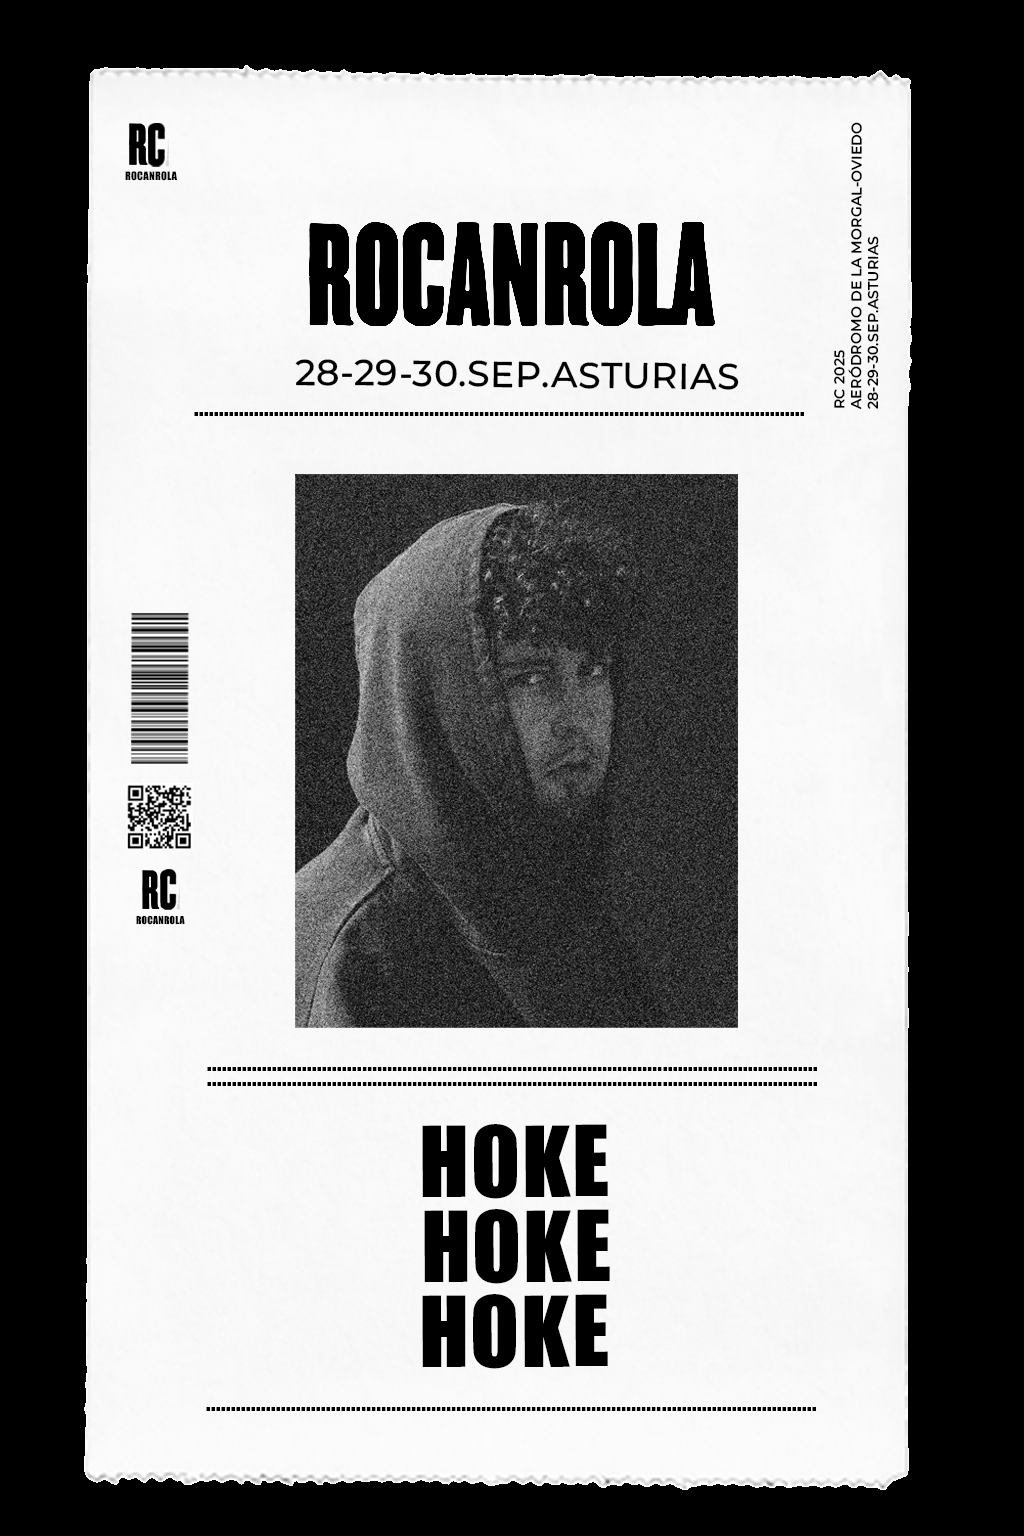 RC
ROCANROLA
RC 2025
AERÓDROMO DE LA MORGAL-OVIEDO
28-29-30.SEP.ASTURIAS
ROCANROLA
28-29-30.SEP.ASTURIAS
RC
ROCANROLA
HOKE
HOKE
HOKE